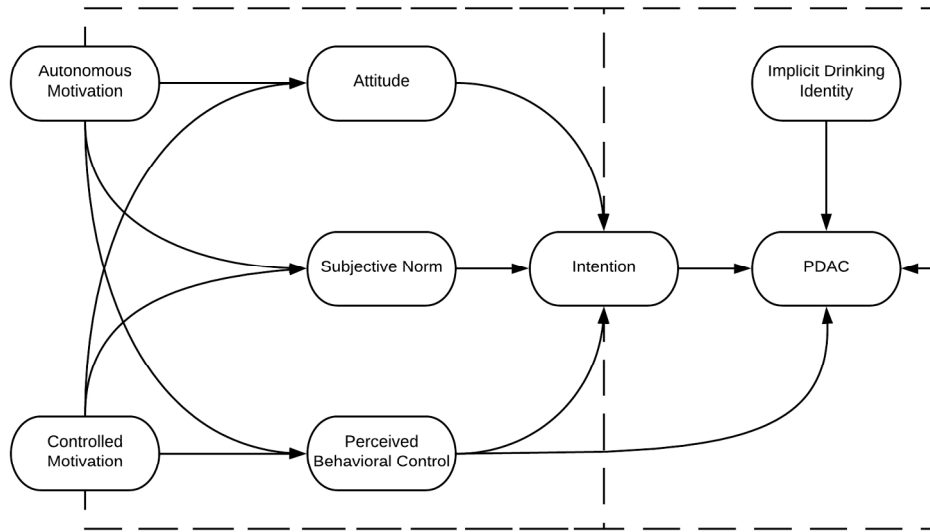 Autonomous
Motivation
Attitude
Implicit Drinking
Identity
Subjective Norm
Intention
PDAC
Controlled
Motivation
Perceived
Behavioral Control